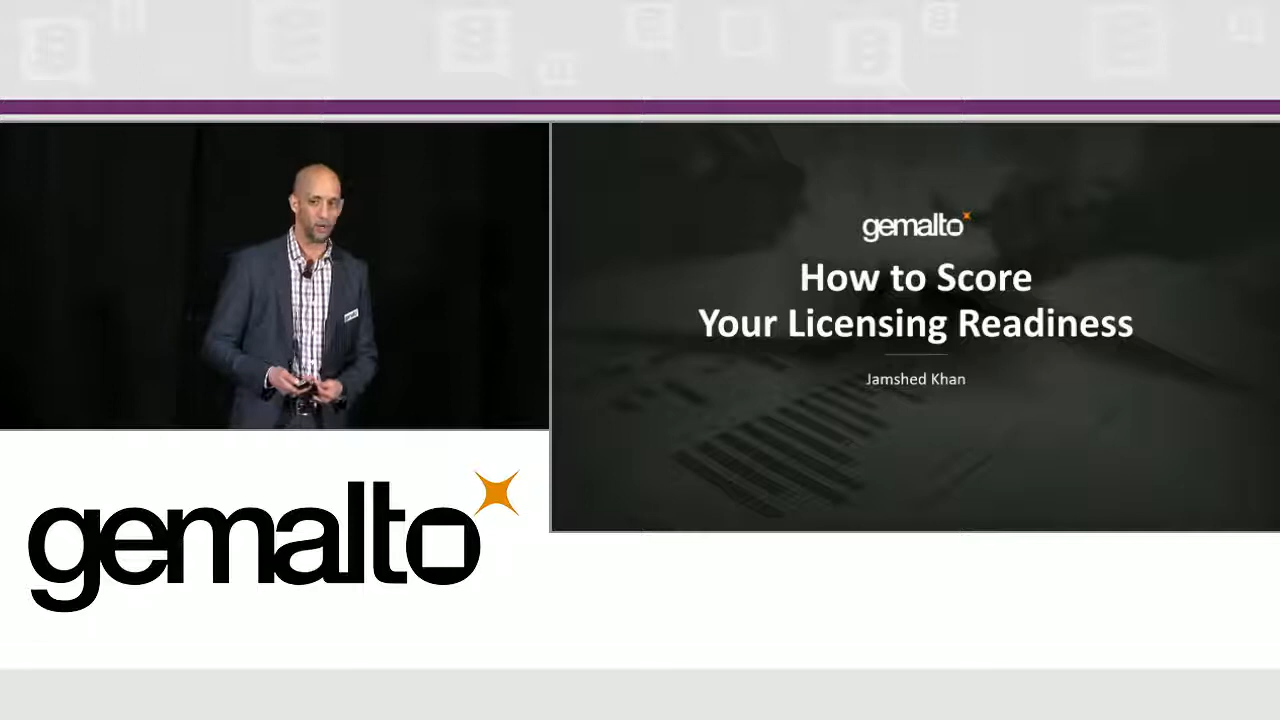 gemalto
How to Score
Your Licensing Readiness
Jamshed Khan
gemalto